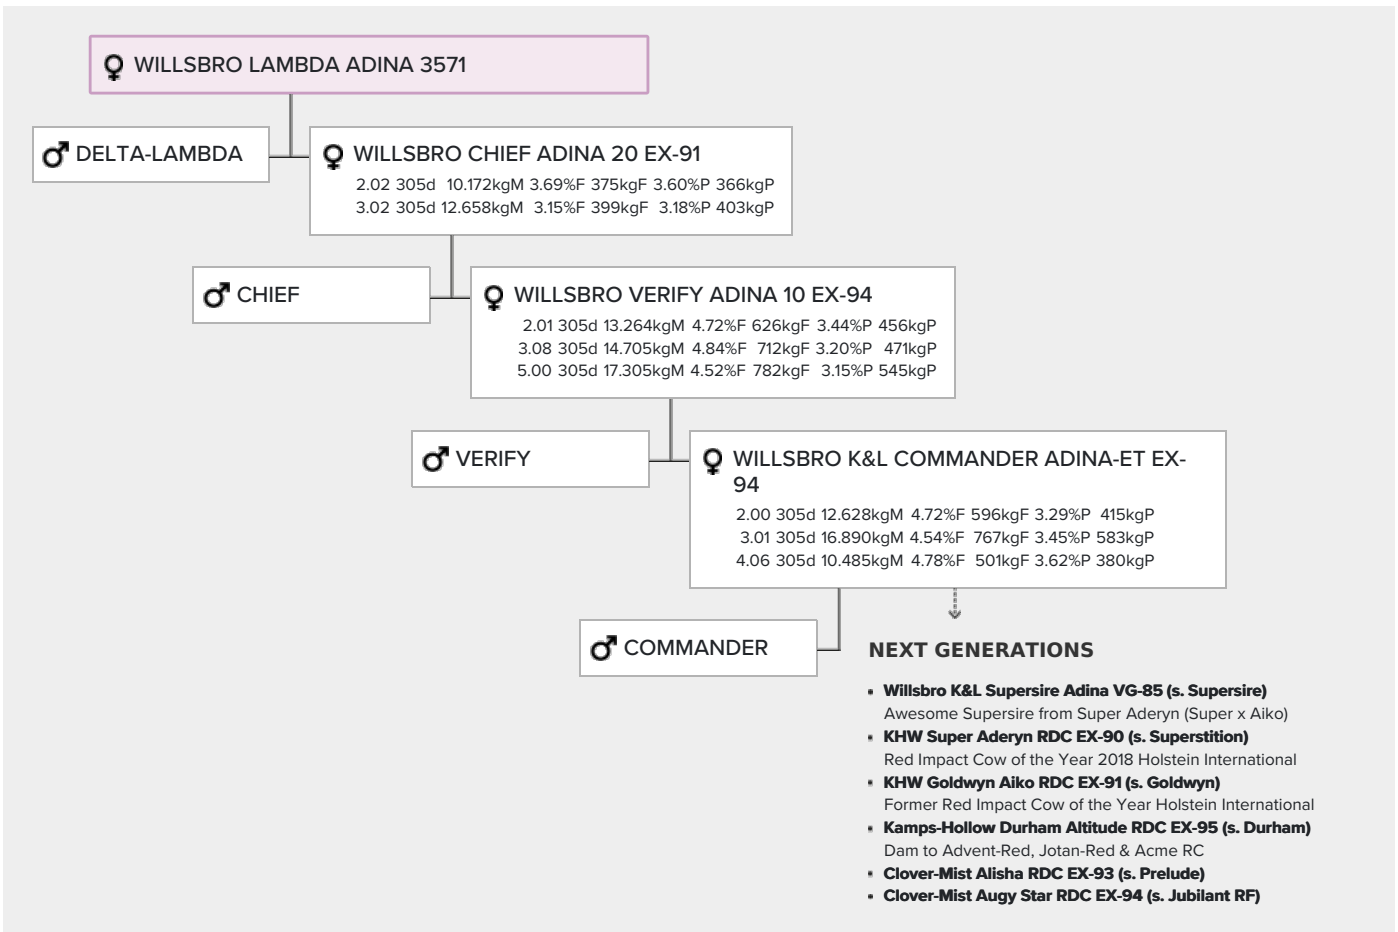 WILLSBRO LAMBDA ADINA 3571
DELTA-LAMBDA
WILLSBRO CHIEF ADINA 20 EX-91
2.02 305d 10.172kgM 3.69%F 375kgF 3.60%P 366kgP
3.02 305d 12.658kgM 3.15%F 399kgF 3.18%P 403kgP
CHIEF
WILLSBRO VERIFY ADINA 10 EX-94
2.01 305d 13.264kgM 4.72%F 626kgF 3.44%P 456kgP
3.08 305d 14.705kgM 4.84%F 712kgF 3.20%P 471kgP
5.00 305d 17.305kgM 4.52%F 782kgF 3.15%P 545kgP
VERIFY
WILLSBRO K&L COMMANDER ADINA-ET EX-
94
2.00 305d 12.628kgM 4.72%F 596kgF 3.29%P 415kgP
3.01 305d 16.890kgM 4.54%F 767kgF 3.45%P 583kgP
4.06 305d 10.485kgM 4.78%F 501kgF 3.62%P 380kgP
COMMANDER
NEXT GENERATIONS
Willsbro K&L Supersire Adina VG-85 (s. Supersire)
Awesome Supersire from Super Aderyn (Super x Aiko)
KHW Super Aderyn RDC EX-90 (s. Superstition)
Red Impact Cow of the Year 2018 Holstein International
KHW Goldwyn Aiko RDC EX-91 (s. Goldwyn)
Former Red Impact Cow of the Year Holstein International
Kamps-Hollow Durham Altitude RDC EX-95 (s. Durham)
Dam to Advent-Red, Jotan-Red & Acme RC
Clover-Mist Alisha RDC EX-93 (s. Prelude)
Clover-Mist Augy Star RDC EX-94 (s. Jubilant RF)